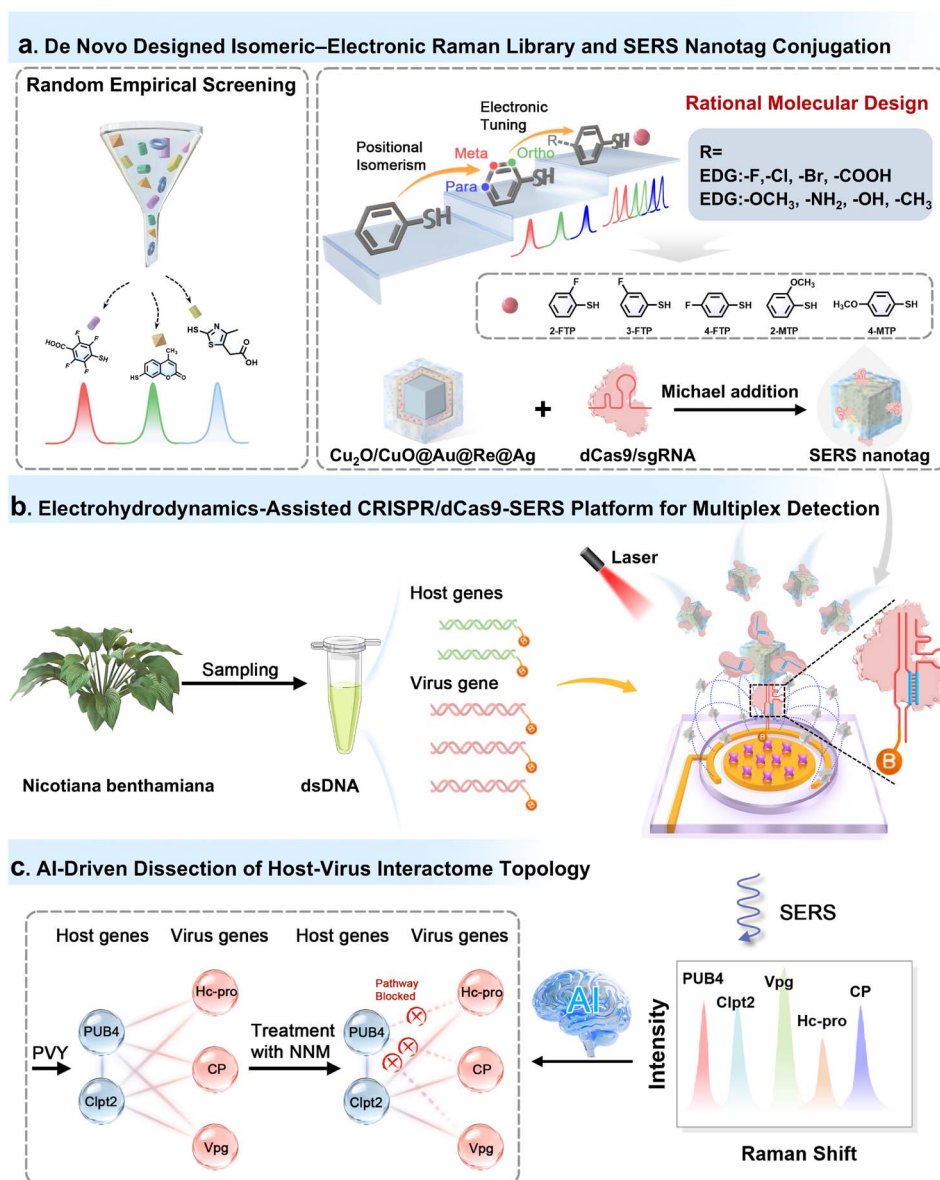 a. De Novo Designed Isomeric–Electronic Raman Library and SERS Nanotag Conjugation
Random Empirical Screening
HOOC
F
F
F
F
SH
CH₃
HS
O
O
HS
N
S
O
OH
Positional Isomerism
Electronic
Tuning
Meta
Ortho
Para
SH
SH
R
SH
Rational Molecular Design
R=
EDG:-F,-Cl, -Br, -COOH
EDG:-OCH₃, -NH₂, -OH, -CH₃
F
SH
2-FTP
F
SH
3-FTP
F
SH
4-FTP
OCH₃
SH
2-MTP
H₃CO
SH
4-MTP
Cu₂O/CuO@Au@Re@Ag
+
dCas9/sgRNA
Michael addition
SERS nanotag
b. Electrohydrodynamics-Assisted CRISPR/dCas9-SERS Platform for Multiplex Detection
Nicotiana benthamiana
Sampling
dsDNA
Host genes
B
B
Virus gene
B
B
B
Laser
B
B
c. AI-Driven Dissection of Host-Virus Interactome Topology
PVY
Host genes
Virus genes
PUB4
Clpt2
Hc-pro
CP
Vpg
Treatment
with NNM
Host genes
Virus genes
Pathway
Blocked
PUB4
Clpt2
Hc-pro
CP
Vpg
AI
SERS
PUB4
Clpt2
Vpg
Hc-pro
CP
Intensity
Raman Shift